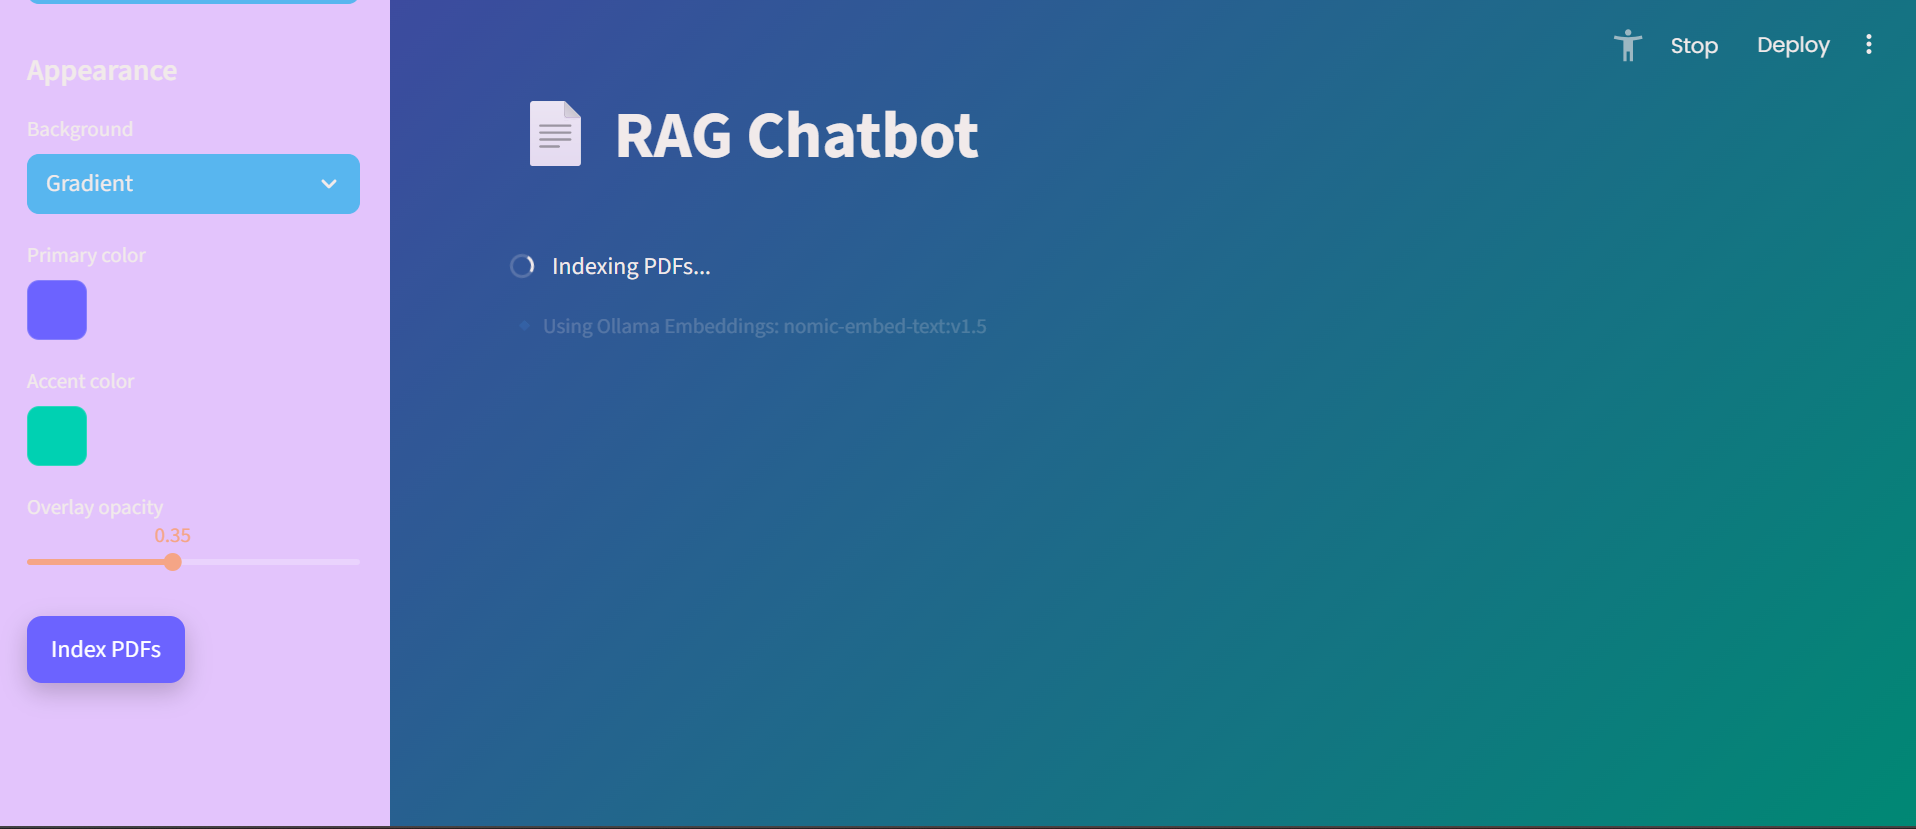 Appearance
Background
Gradient
Primary color
Accent color
Overlay opacity
0.35
Index PDFs
Stop
Deploy
RAG Chatbot
Indexing PDFs...
Using Ollama Embeddings: nomic-embed-text:v1.5